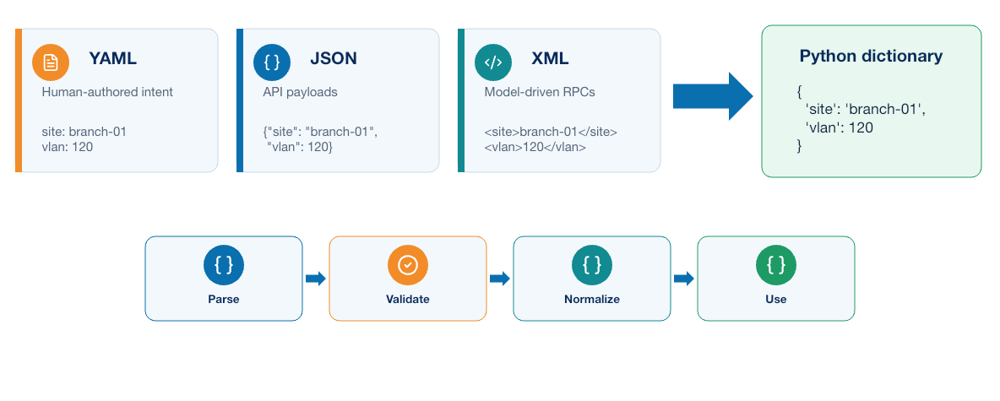 YAML
Human-authored intent
site: branch-01
vlan: 120
{ }
JSON
API payloads
{"site": "branch-01",
"vlan": 120}
</>
XML
Model-driven RPCs
<site>branch-01</site>
<vlan>120</vlan>
Python dictionary
{
'site': 'branch-01',
'vlan': 120
}
{ }
Parse
Validate
{ }
Normalize
{ }
Use